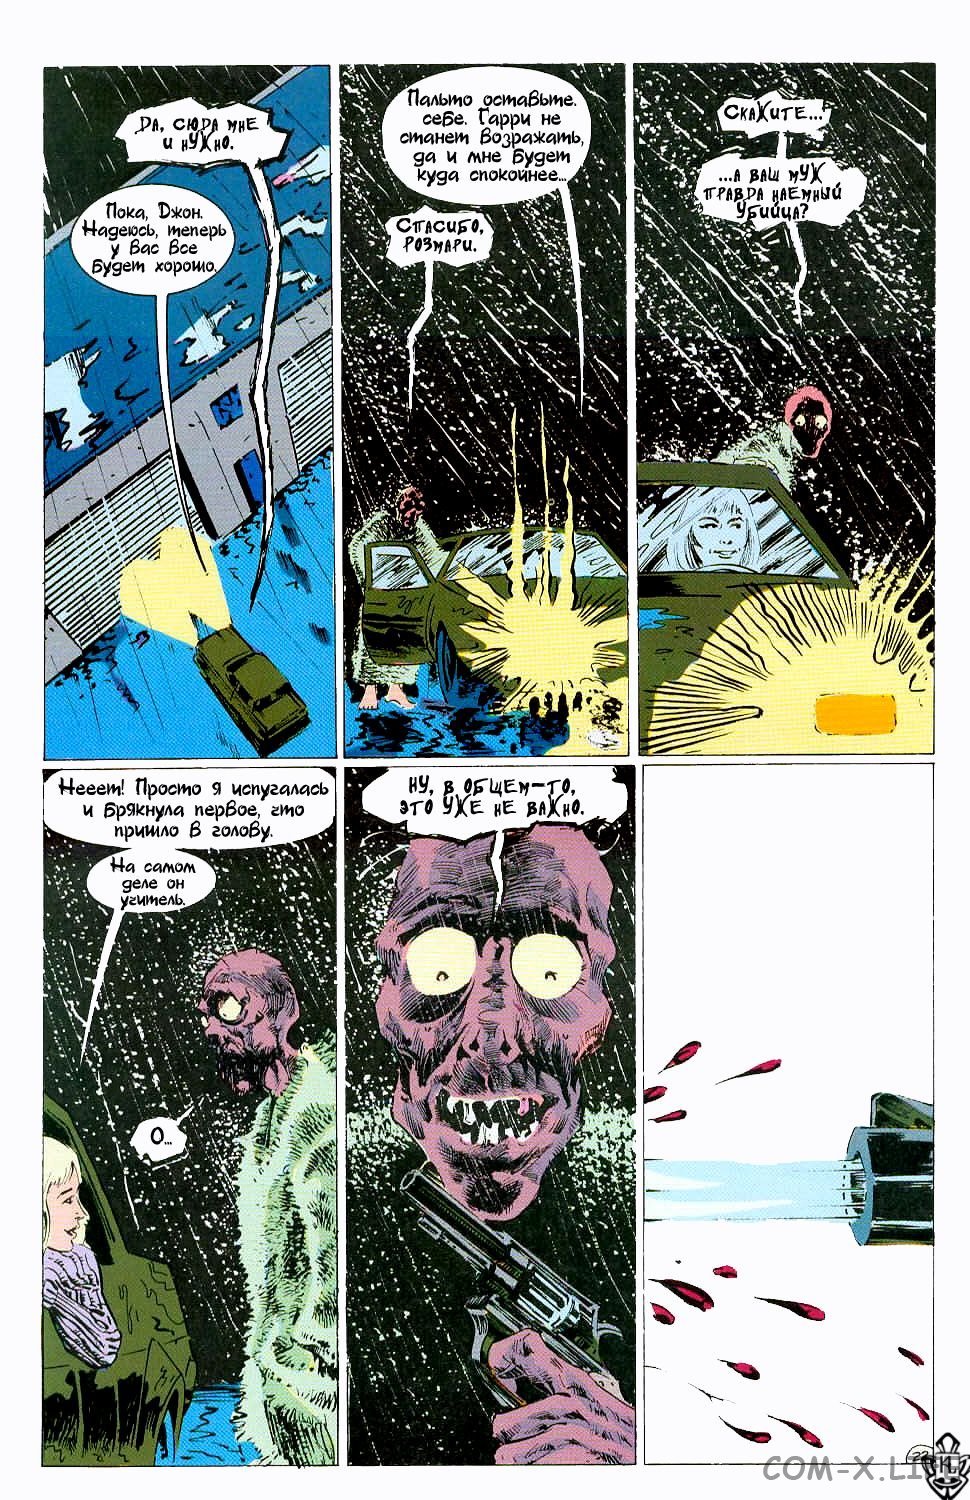 Да, сюда мне
и нужно.
Пока, Джон.
Надеюсь, теперь
у вас все
будет хорошо.
Пальто оставьте
себе. Гарри не
станет возражать,
да и мне будет
куда спокойнее...
Спасибо,
Розмари.
Скажите...
...а ваш муж
правда наемный
убийца?
Нееет! Просто я испугалась
и брякнула первое, что
пришло в голову.
На самом
деле он
учитель.
О...
Ну, в общем-то,
это уже не важно.
COM-X.LIFE